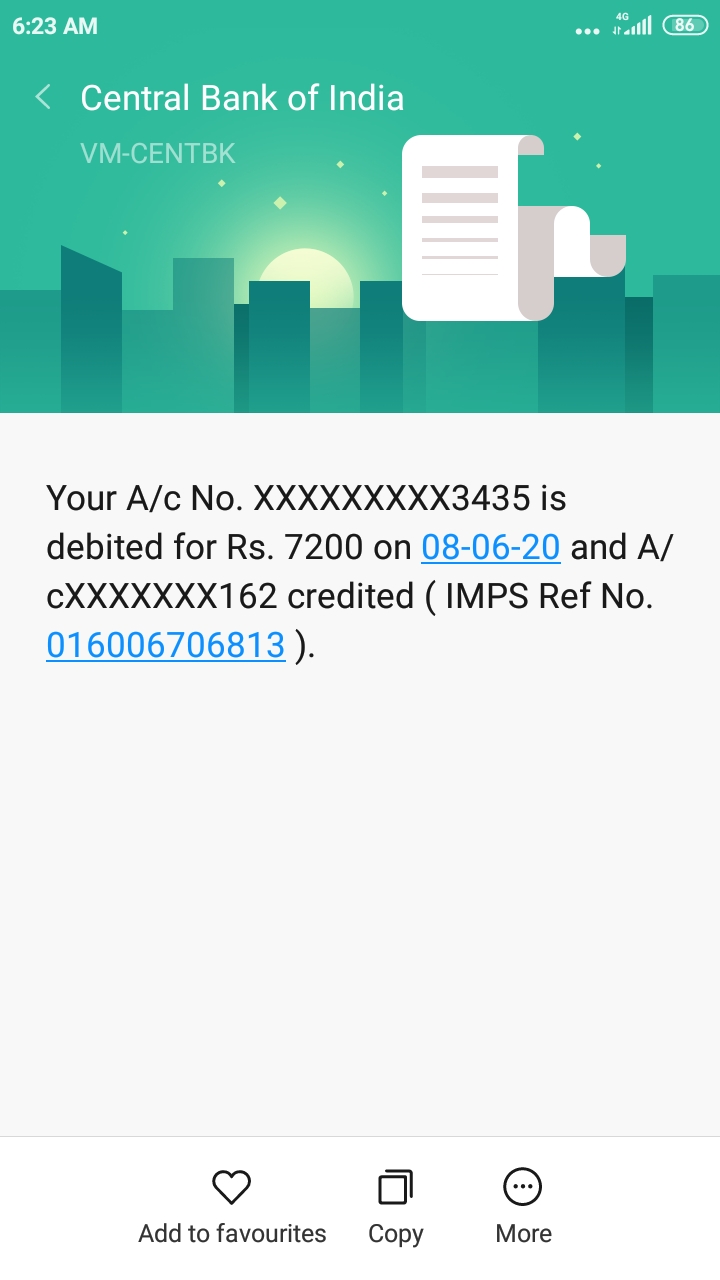 6:23 AM
4G
86
Central Bank of India
VM-CENTBK
Your A/c No. XXXXXXXXX3435 is
debited for Rs. 7200 on 08-06-20 and A/
cXXXXXXX162 credited ( IMPS Ref No.
016006706813 ).
Add to favourites
Copy
More